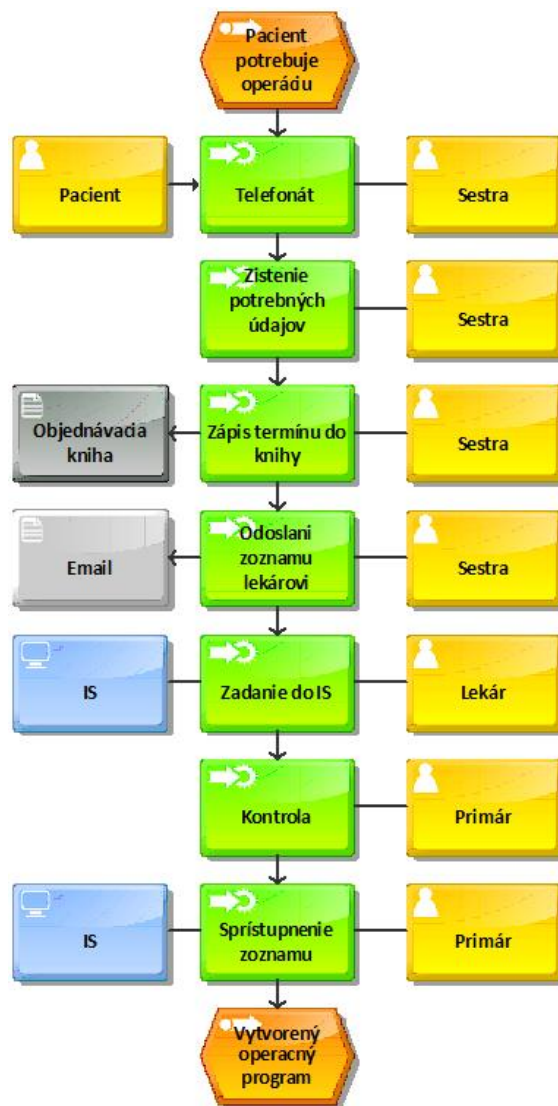 Pacient
potrebuje
operáciu
Pacient
Telefonát
Sestra
Zistenie
potrebných
údajov
Sestra
Objednávacia
kniha
Zápis termínu do
knihy
Sestra
Email
Odoslani
zoznamu
lekárovi
Sestra
IS
Zadanie do IS
Lekár
Kontrola
Primár
IS
Sprístupnenie
zoznamu
Primár
Vytvorený
operacný
program